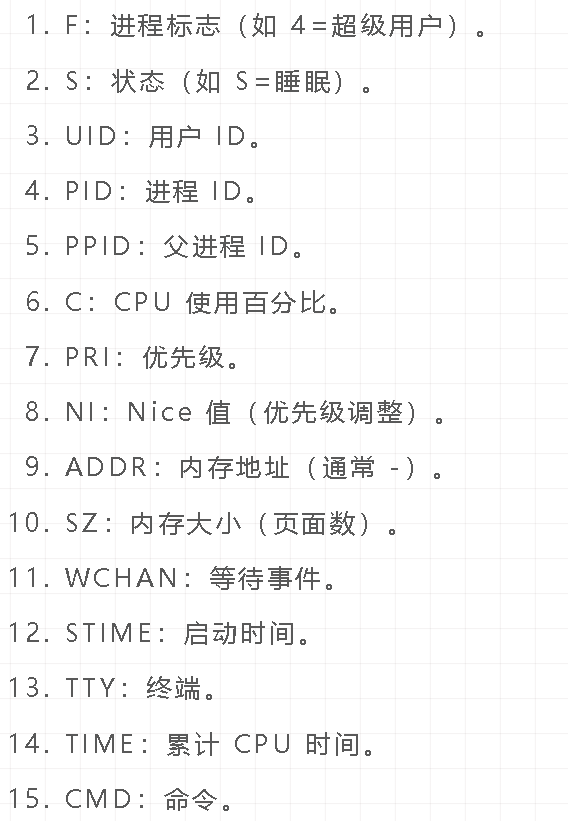 1. F：进程标志（如 4=超级用户）。
2. S：状态（如 S=睡眠）。
3. UID：用户 ID。
4. PID：进程 ID。
5. PPID：父进程 ID。
6. C：CPU 使用百分比。
7. PRI：优先级。
8. NI：Nice 值（优先级调整）。
9. ADDR：内存地址（通常 -）。
10. SZ：内存大小（页面数）。
11. WCHAN：等待事件。
12. STIME：启动时间。
13. TTY：终端。
14. TIME：累计 CPU 时间。
15. CMD：命令。